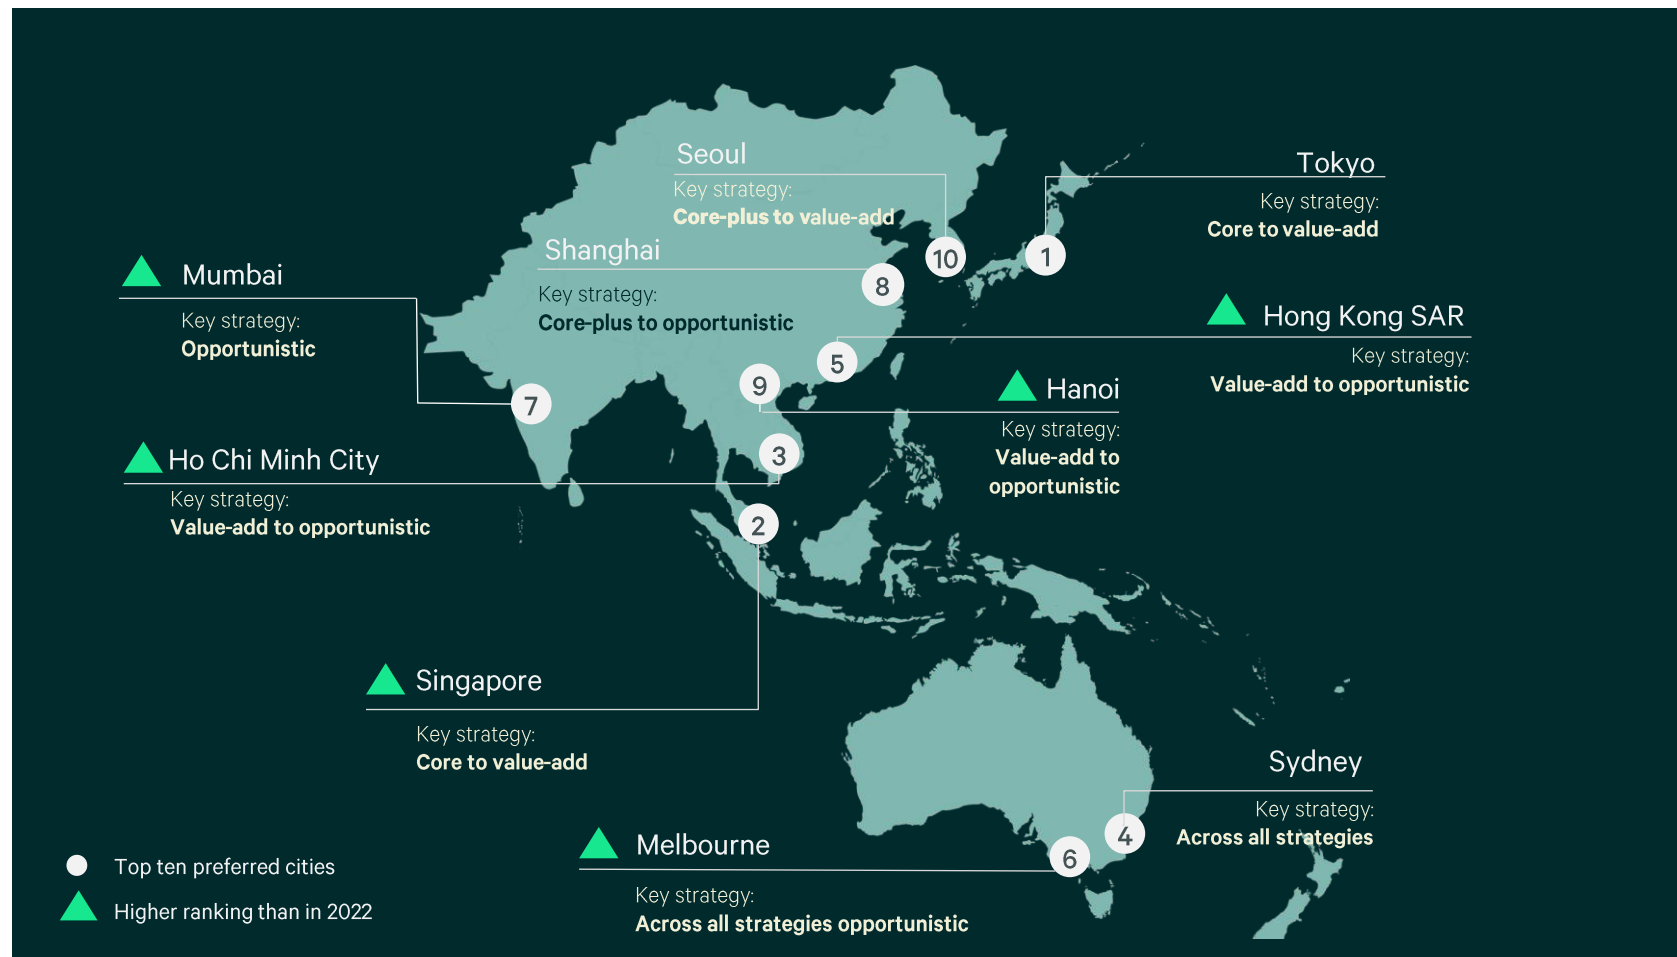 Seoul
Key strategy:
Core-plus to value-add
Tokyo
Key strategy:
Core to value-add
Shanghai
Key strategy:
Core-plus to opportunistic
10
1
8
Mumbai
Key strategy:
Opportunistic
7
Hong Kong SAR
Key strategy:
Value-add to opportunistic
5
9
Hanoi
Key strategy:
Value-add to
opportunistic
Ho Chi Minh City
Key strategy:
Value-add to opportunistic
3
2
Singapore
Key strategy:
Core to value-add
Sydney
Key strategy:
Across all strategies
4
Melbourne
Key strategy:
Across all strategies opportunistic
6
Top ten preferred cities
Higher ranking than in 2022